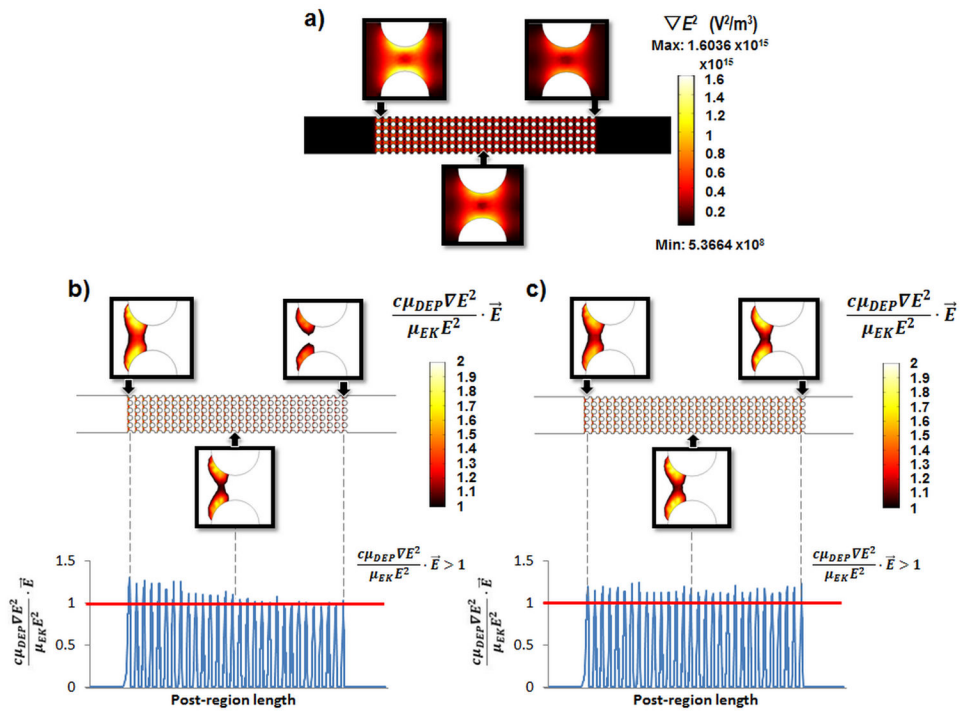 a)
∇E² (V²/m³)
Max: 1.6036 x10¹⁵
x10¹⁵
1.6
1.4
1.2
1
0.8
0.6
0.4
0.2
Min: 5.3664 x10⁸
b)
cμ_DEP∇E² / μ_EK E² · E⃗
2
1.9
1.8
1.7
1.6
1.5
1.4
1.3
1.2
1.1
cμ_DEP∇E² / μ_EK E² · E⃗ > 1
cμ_DEP∇E² / μ_EK E² · E⃗
1.5
1
0.5
0
Post-region length
c)
cμ_DEP∇E² / μ_EK E² · E⃗
2
1.9
1.8
1.7
1.6
1.5
1.4
1.3
1.2
1.1
1
cμ_DEP∇E² / μ_EK E² · E⃗ > 1
cμ_DEP∇E² / μ_EK E² · E⃗
1.5
1
0.5
0
Post-region length